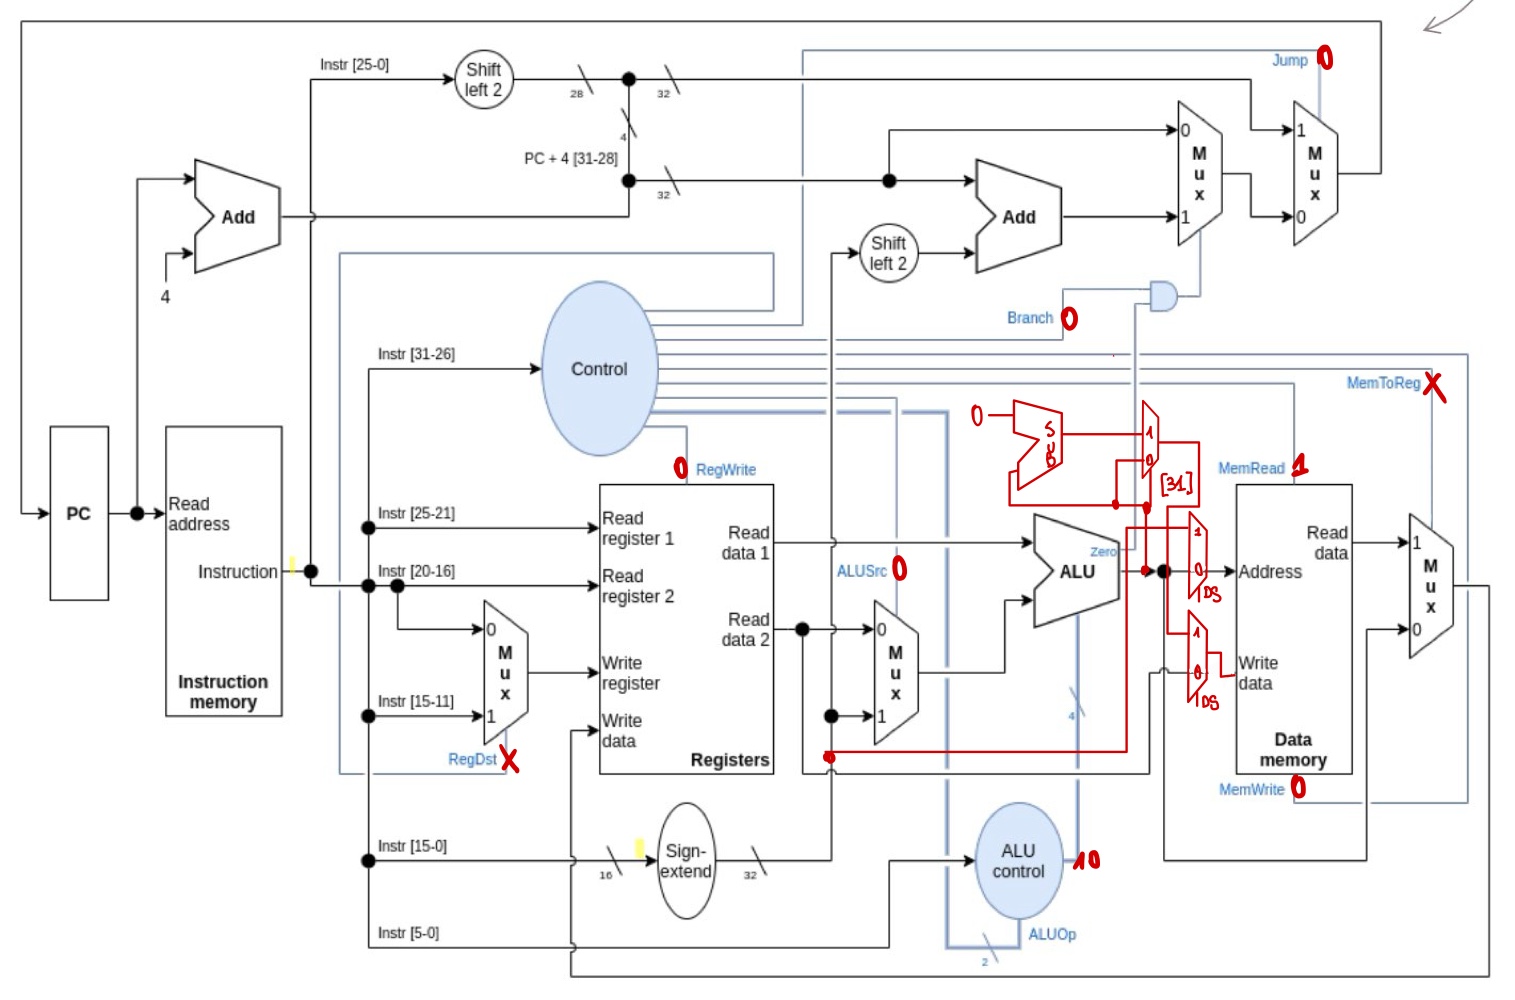 Jump 0
Instr [25-0]
Shift
left 2
28
32
4
PC + 4 [31-28]
32
0
M
u
x
1
1
M
u
x
0
Add
4
Add
Shift
left 2
Branch 0
Control
Instr [31-26]
MemToReg X
0
S
U
B
1
0
[31]
MemRead 1
0 RegWrite
PC
Read
address
Instruction
Instruction
memory
Instr [25-21]
Instr [20-16]
Instr [15-11]
0
M
u
x
1
RegDst X
Read
register 1
Read
register 2
Write
register
Write
data
Read
data 1
Read
data 2
Registers
ALUSrc 0
0
M
u
x
1
Zero
ALU
4
1
0
DS
1
0
DS
Address
Write
data
Read
data
Data
memory
MemWrite 0
1
M
u
x
0
Instr [15-0]
16
Sign-
extend
32
ALU
control
10
Instr [5-0]
ALUOp
2